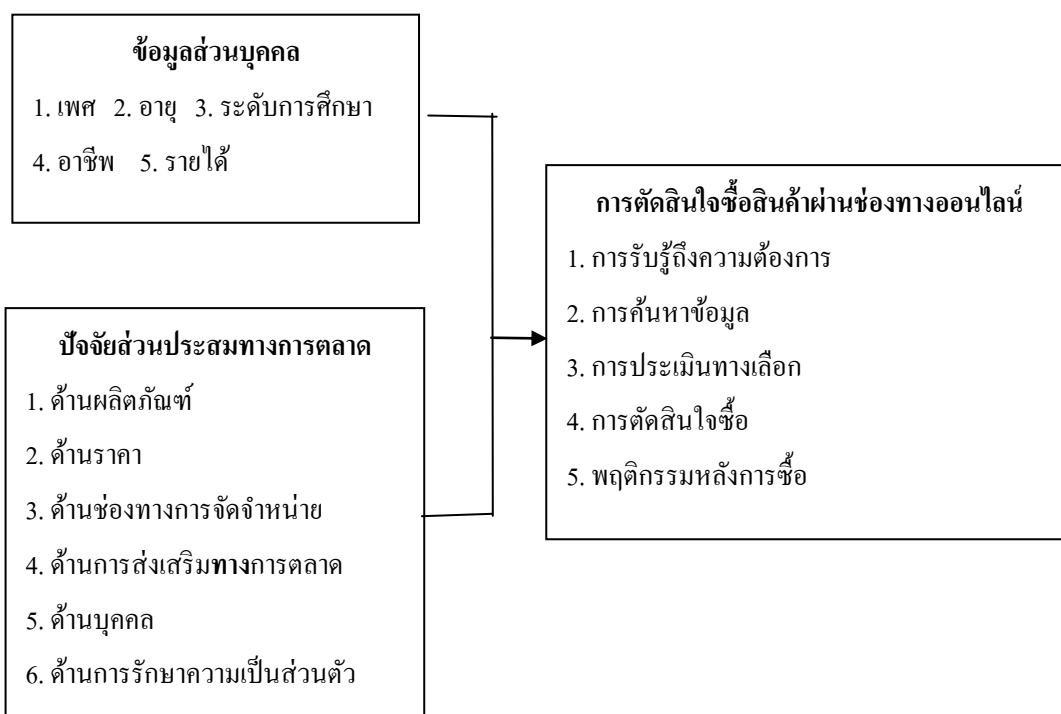 ข้อมูลส่วนบุคคล
1. เพศ 2. อายุ 3. ระดับการศึกษา
4. อาชีพ 5. รายได้
ปัจจัยส่วนประสมทางการตลาด
1. ด้านผลิตภัณฑ์
2. ด้านราคา
3. ด้านช่องทางการจัดจำหน่าย
4. ด้านการส่งเสริมทางการตลาด
5. ด้านบุคคล
6. ด้านการรักษาความเป็นส่วนตัว
การตัดสินใจซื้อสินค้าผ่านช่องทางออนไลน์
1. การรับรู้ถึงความต้องการ
2. การค้นหาข้อมูล
3. การประเมินทางเลือก
4. การตัดสินใจซื้อ
5. พฤติกรรมหลังการซื้อ